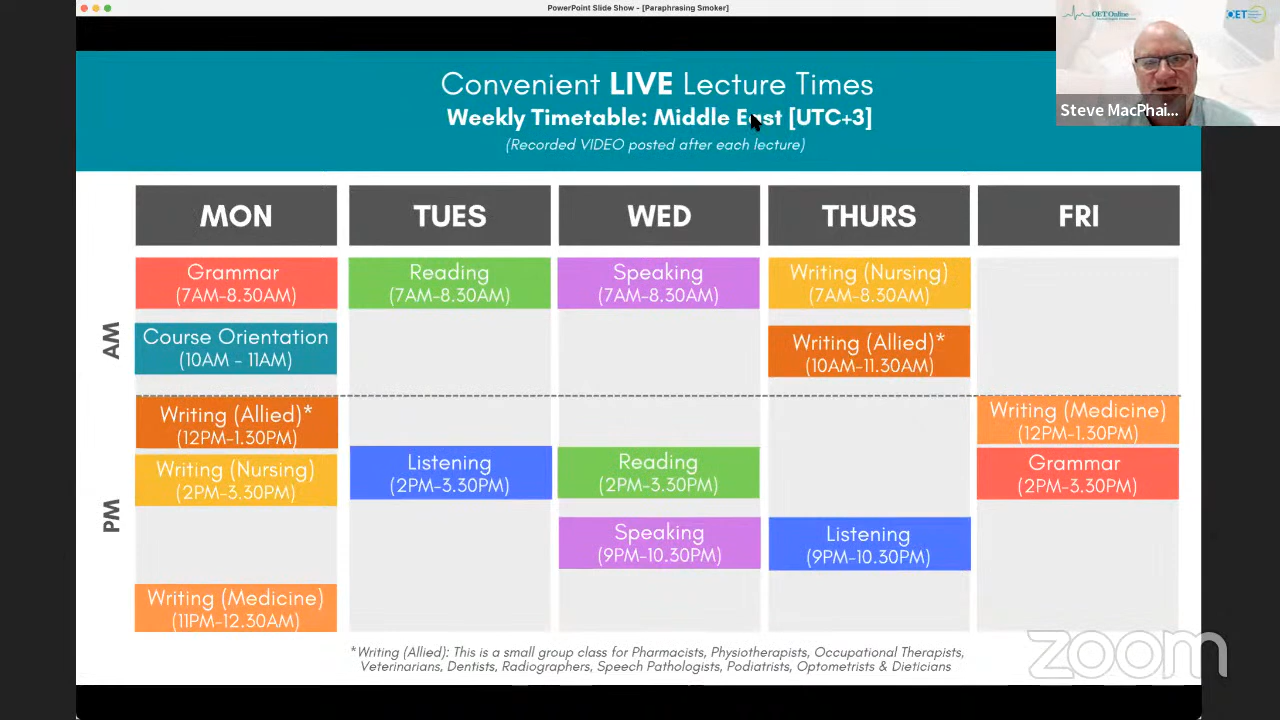 PowerPoint Slide Show - [Paraphrasing Smoker]
OET Online
OET
Steve MacPhai...
Convenient LIVE Lecture Times
Weekly Timetable: Middle East [UTC+3]
(Recorded VIDEO posted after each lecture)
MON
TUES
WED
THURS
FRI
AM
Grammar
(7AM-8.30AM)
Reading
(7AM-8.30AM)
Speaking
(7AM-8.30AM)
Writing (Nursing)
(7AM-8.30AM)
Course Orientation
(10AM - 11AM)
Writing (Allied)*
(10AM-11.30AM)
PM
Writing (Allied)*
(12PM-1.30PM)
Writing (Medicine)
(12PM-1.30PM)
Writing (Nursing)
(2PM-3.30PM)
Listening
(2PM-3.30PM)
Reading
(2PM-3.30PM)
Grammar
(2PM-3.30PM)
Speaking
(9PM-10.30PM)
Listening
(9PM-10.30PM)
Writing (Medicine)
(11PM-12.30AM)
*Writing (Allied): This is a small group class for Pharmacists, Physiotherapists, Occupational Therapists,
Veterinarians, Dentists, Radiographers, Speech Pathologists, Podiatrists, Optometrists & Dieticians
zoom